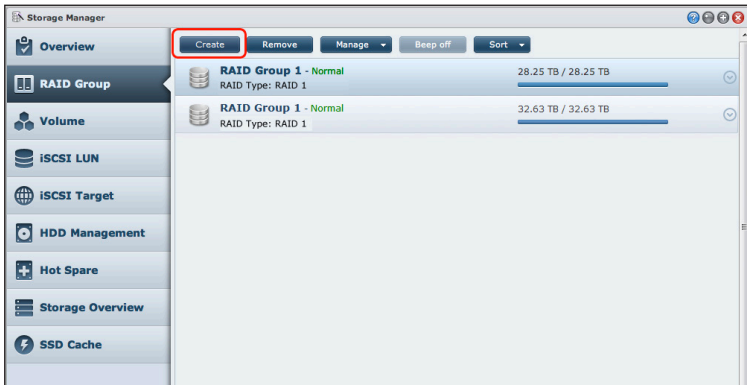 Storage Manager
Overview
RAID Group
Volume
iSCSI LUN
iSCSI Target
HDD Management
Hot Spare
Storage Overview
SSD Cache
Create Remove Manage Beep off Sort
RAID Group 1 - Normal 28.25 TB / 28.25 TB
RAID Type: RAID 1
RAID Group 1 - Normal 32.63 TB / 32.63 TB
RAID Type: RAID 1